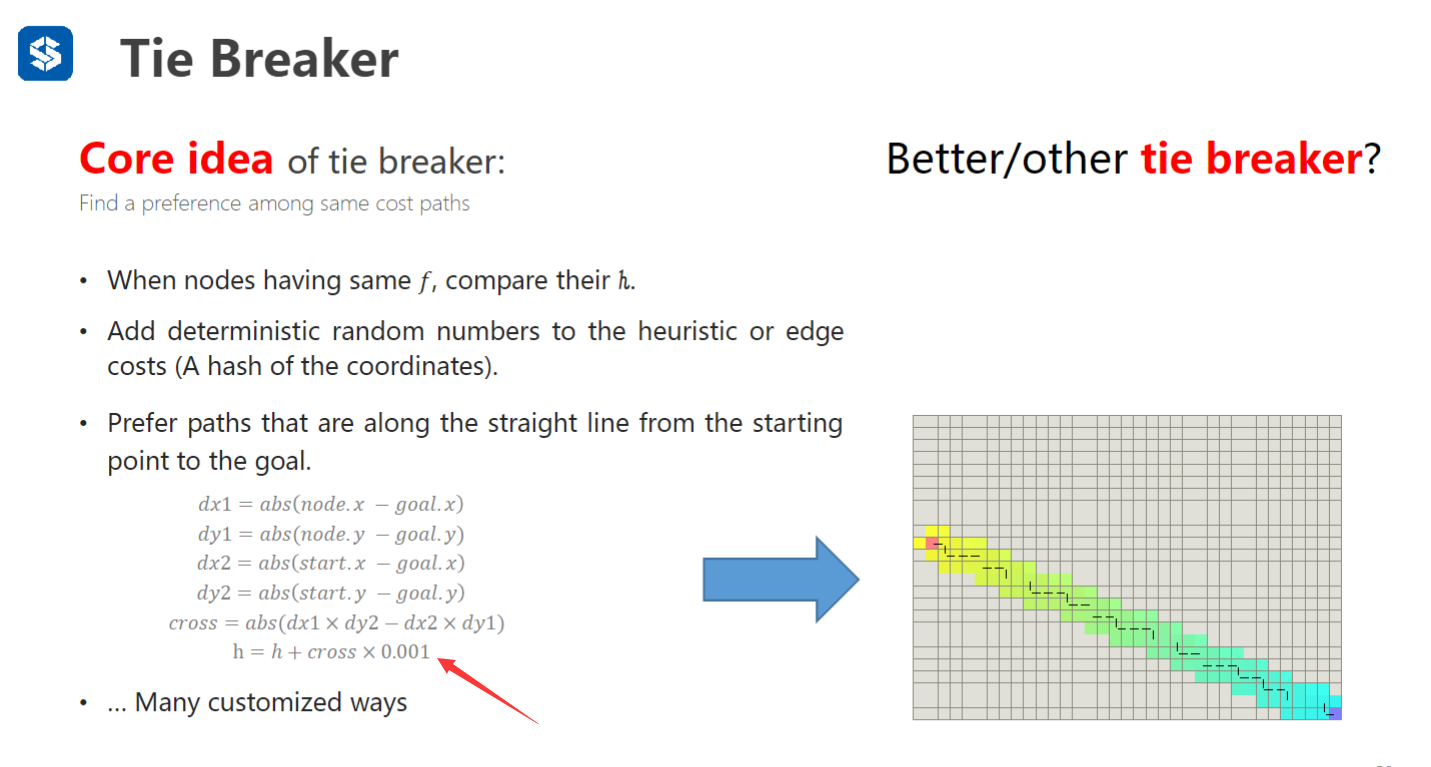 Tie Breaker
Core idea of tie breaker:
Find a preference among same cost paths
• When nodes having same f, compare their h.
• Add deterministic random numbers to the heuristic or edge
costs (A hash of the coordinates).
• Prefer paths that are along the straight line from the starting
point to the goal.
dx1 = abs(node.x − goal.x)
dy1 = abs(node.y − goal.y)
dx2 = abs(start.x − goal.x)
dy2 = abs(start.y − goal.y)
cross = abs(dx1 × dy2 − dx2 × dy1)
h = h + cross × 0.001
• ... Many customized ways
Better/other tie breaker?